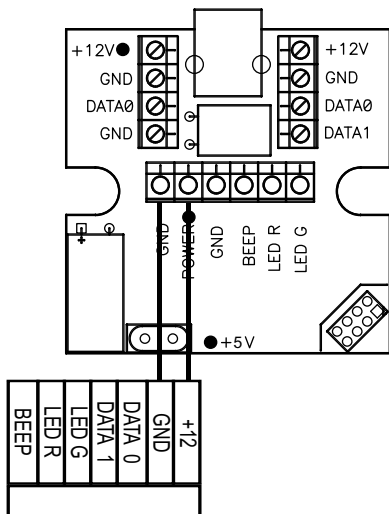 +12V
GND
DATA0
GND
+12V
GND
DATA0
DATA1
GND
POWER
GND
BEEP
LED R
LED G
+
+5V
BEEP
LED R
LED G
DATA 1
DATA 0
GND
+12